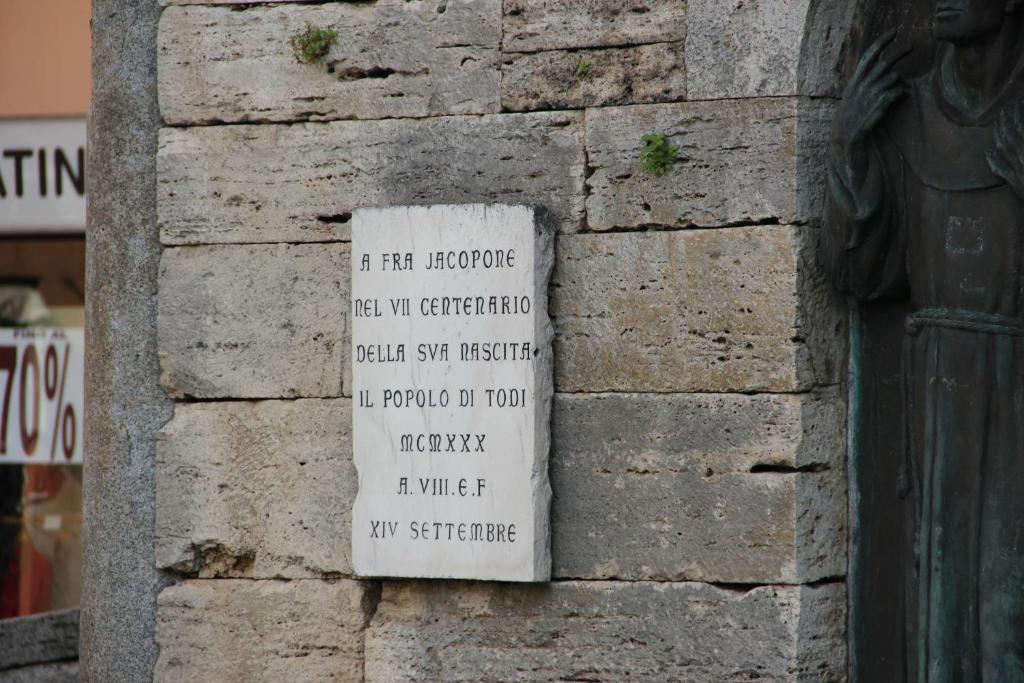 A FRA JACOPONE
NEL VII CENTENARIO
DELLA SVA NASCITA
IL POPOLO DI TODI
MCMXXX
A. VIII. E. F
XIV SETTEMBRE
ATIN
70%